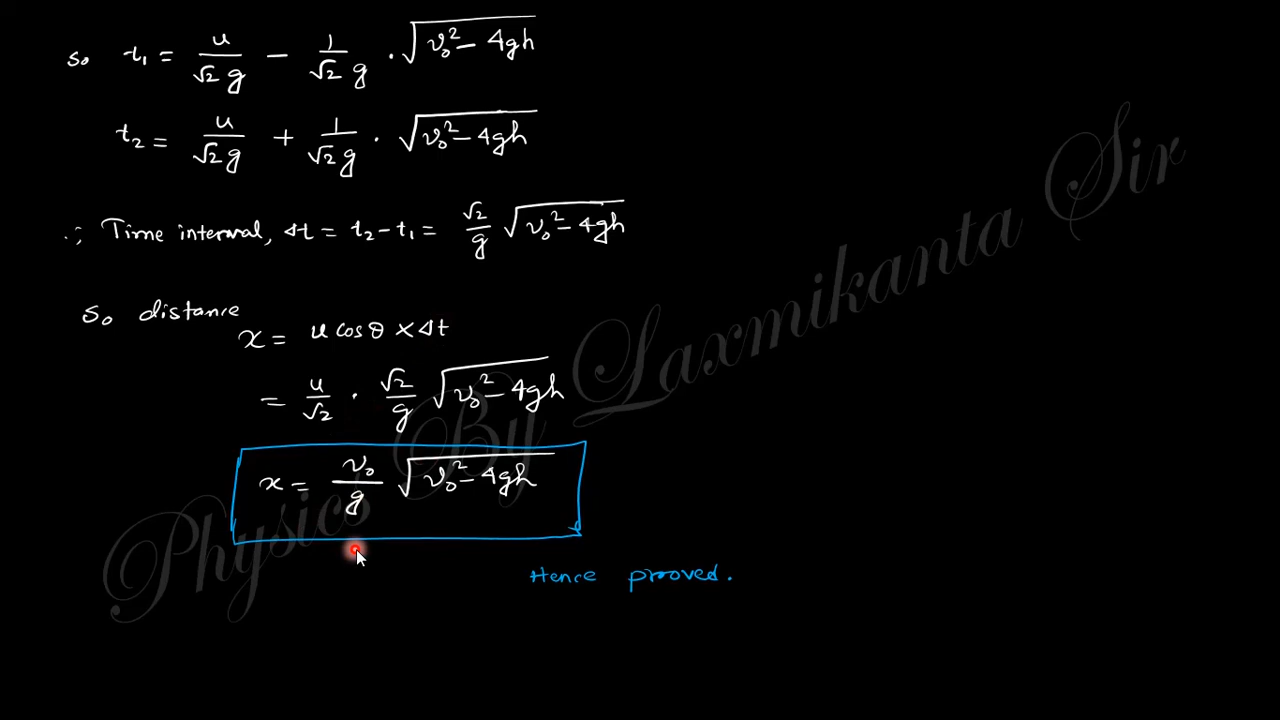 so t₁ = u/(√2 g) − 1/(√2 g) · √(v₀² − 4gh)
t₂ = u/(√2 g) + 1/(√2 g) · √(v₀² − 4gh)
∴ Time interval, Δt = t₂ − t₁ = √2/g √(v₀² − 4gh)
So distance
x = u cos θ × Δt
= u/√2 · √2/g √(v₀² − 4gh)
x = v₀/g √(v₀² − 4gh)
Hence proved.
Physics By Laxmikanta Sir